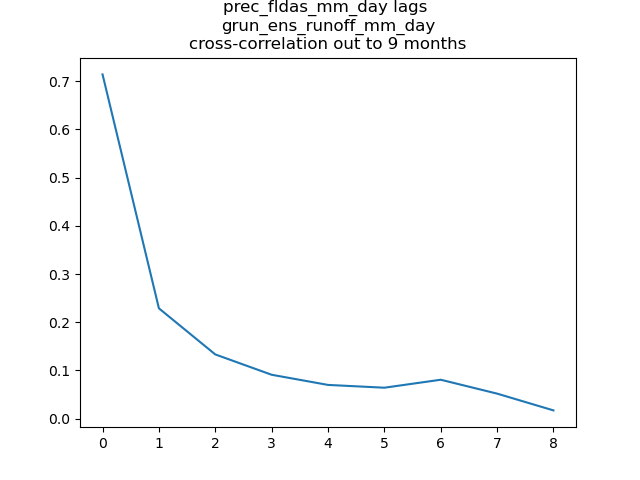 prec_fldas_mm_day lags
grun_ens_runoff_mm_day
cross-correlation out to 9 months
0.7
0.6
0.5
0.4
0.3
0.2
0.1
0.0
0 1 2 3 4 5 6 7 8